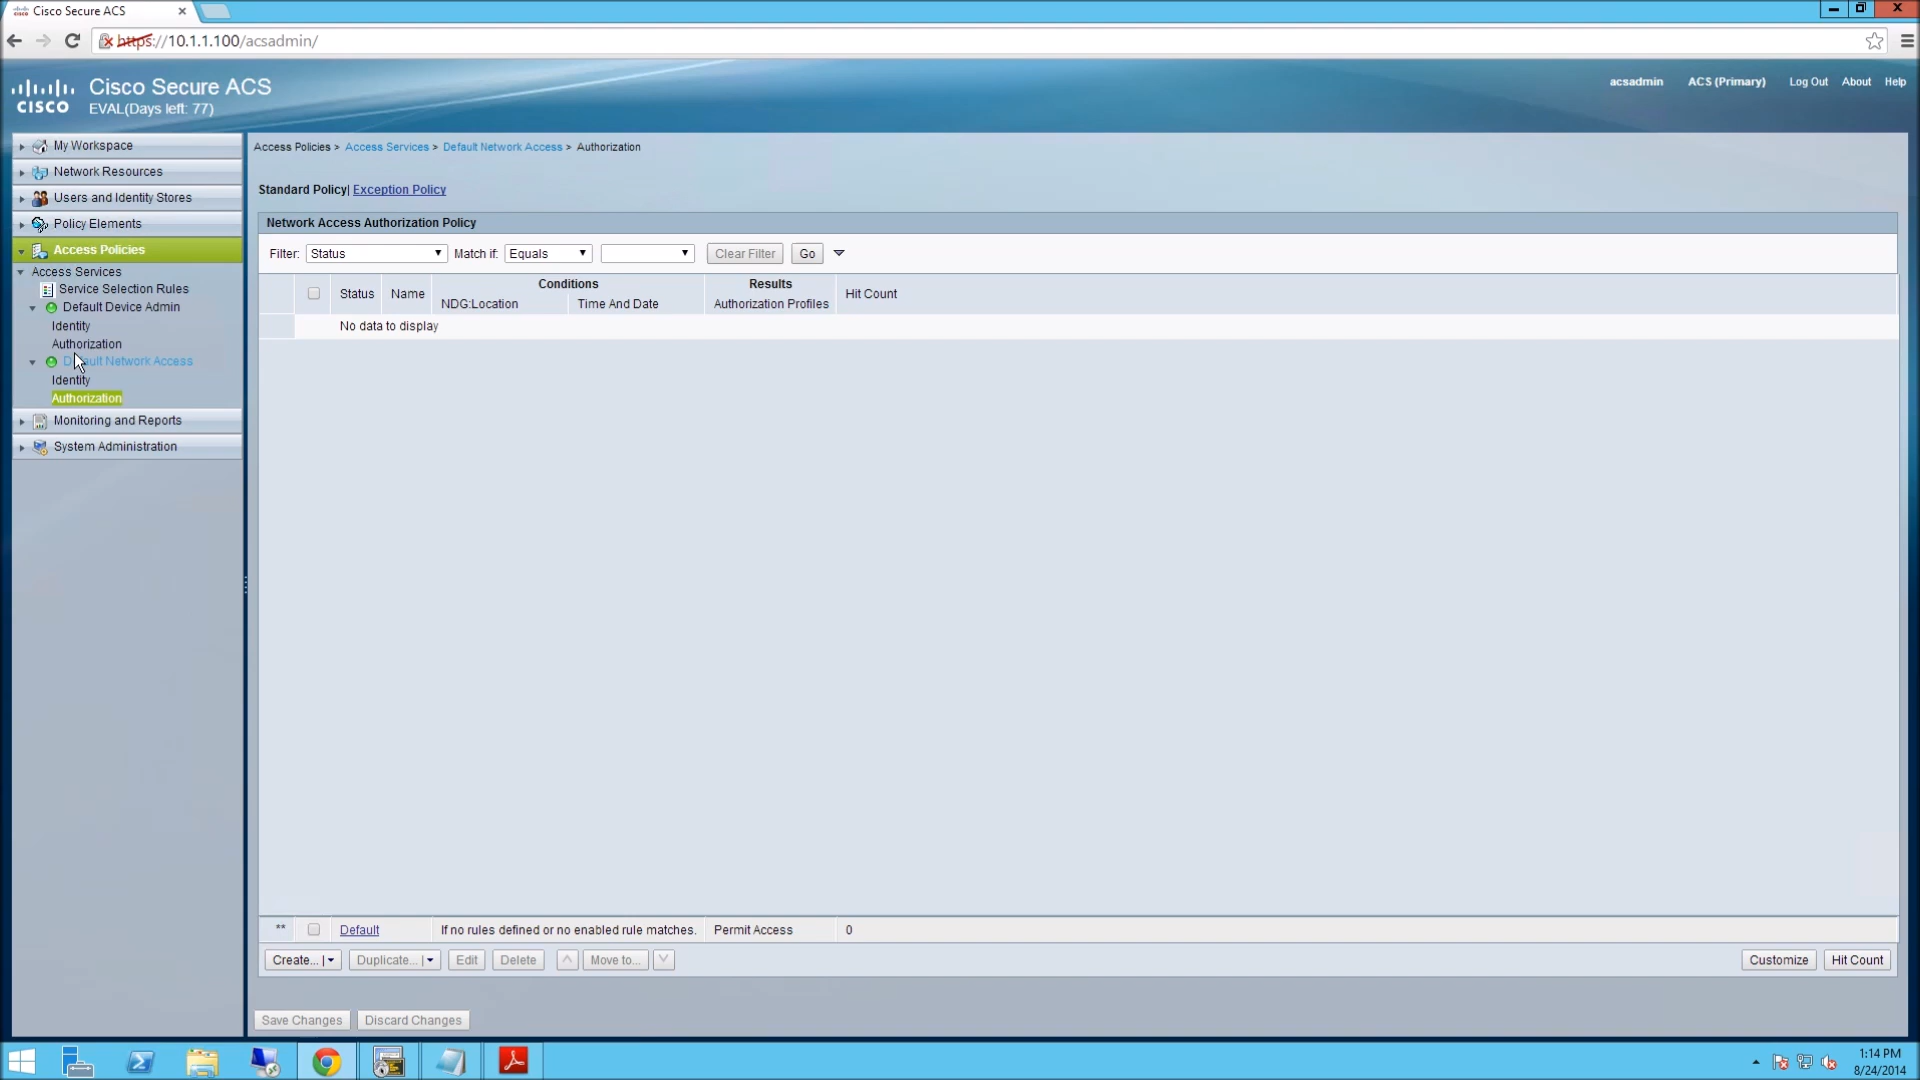 Cisco Secure ACS
https://10.1.1.100/acsadmin/
CISCO
Cisco Secure ACS
EVAL(Days left: 77)
acsadmin ACS (Primary) Log Out About Help
My Workspace
Network Resources
Users and Identity Stores
Policy Elements
Access Policies
Access Services
Service Selection Rules
Default Device Admin
Identity
Authorization
Default Network Access
Identity
Authorization
Monitoring and Reports
System Administration
Access Policies > Access Services > Default Network Access > Authorization
Standard Policy| Exception Policy
Network Access Authorization Policy
Filter: Status Match if: Equals Clear Filter Go
Status Name Conditions Results Hit Count
NDG:Location Time And Date Authorization Profiles
No data to display
** Default If no rules defined or no enabled rule matches. Permit Access 0
Create... | Duplicate... | Edit Delete Move to... Customize Hit Count
Save Changes Discard Changes
1:14 PM
8/24/2014